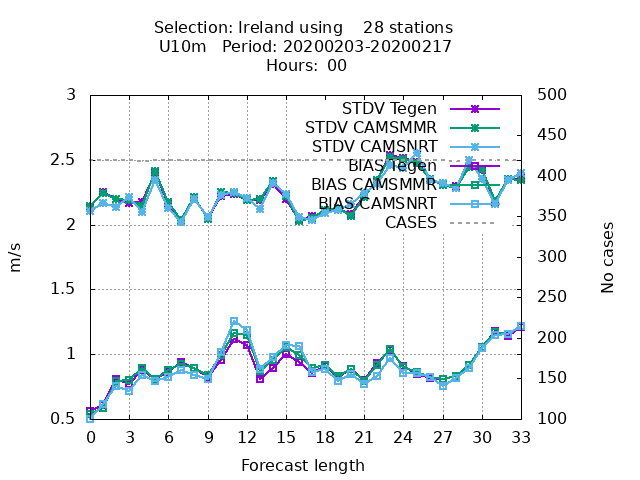 Selection: Ireland using    28 stations
U10m   Period: 20200203-20200217
Hours:  00
3
2.5
2
1.5
1
0.5
m/s
STDV Tegen
STDV CAMSMMR
STDV CAMSNRT
BIAS Tegen
BIAS CAMSMMR
BIAS CAMSNRT
CASES
500
450
400
350
300
250
200
150
100
No cases
0 3 6 9 12 15 18 21 24 27 30 33
Forecast length